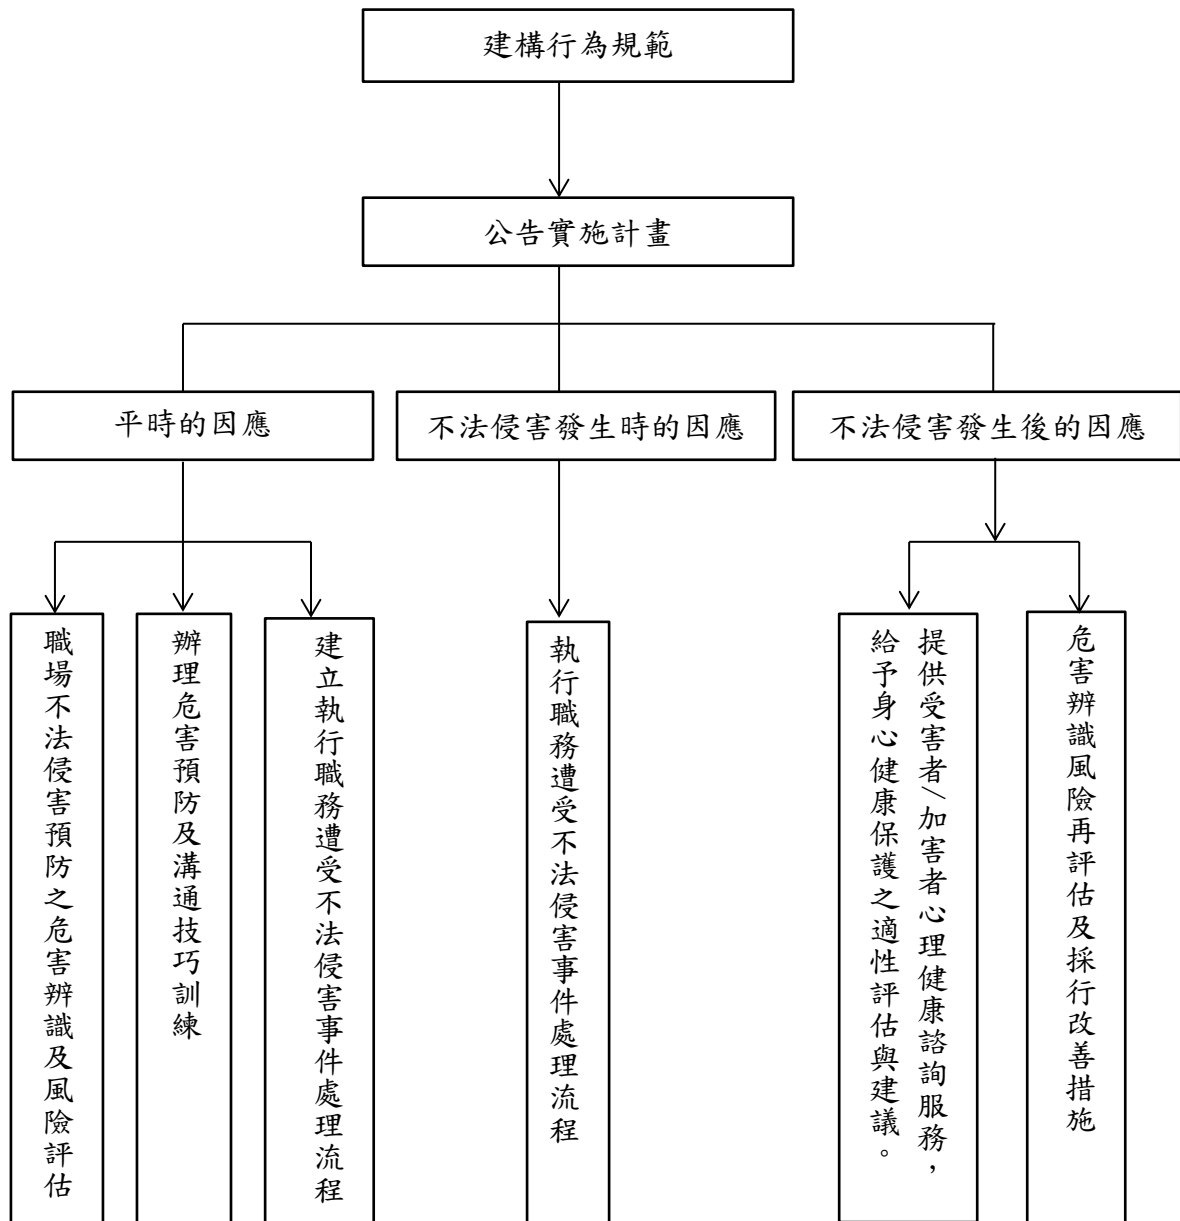 建構行為規範
公告實施計畫
平時的因應
不法侵害發生時的因應
不法侵害發生後的因應
職場不法侵害預防之危害辨識及風險評估
辦理危害預防及溝通技巧訓練
建立執行職務遭受不法侵害事件處理流程
執行職務遭受不法侵害事件處理流程
提供受害者/加害者心理健康諮詢服務，
給予身心健康保護之適性評估與建議。
危害辨識風險再評估及採行改善措施